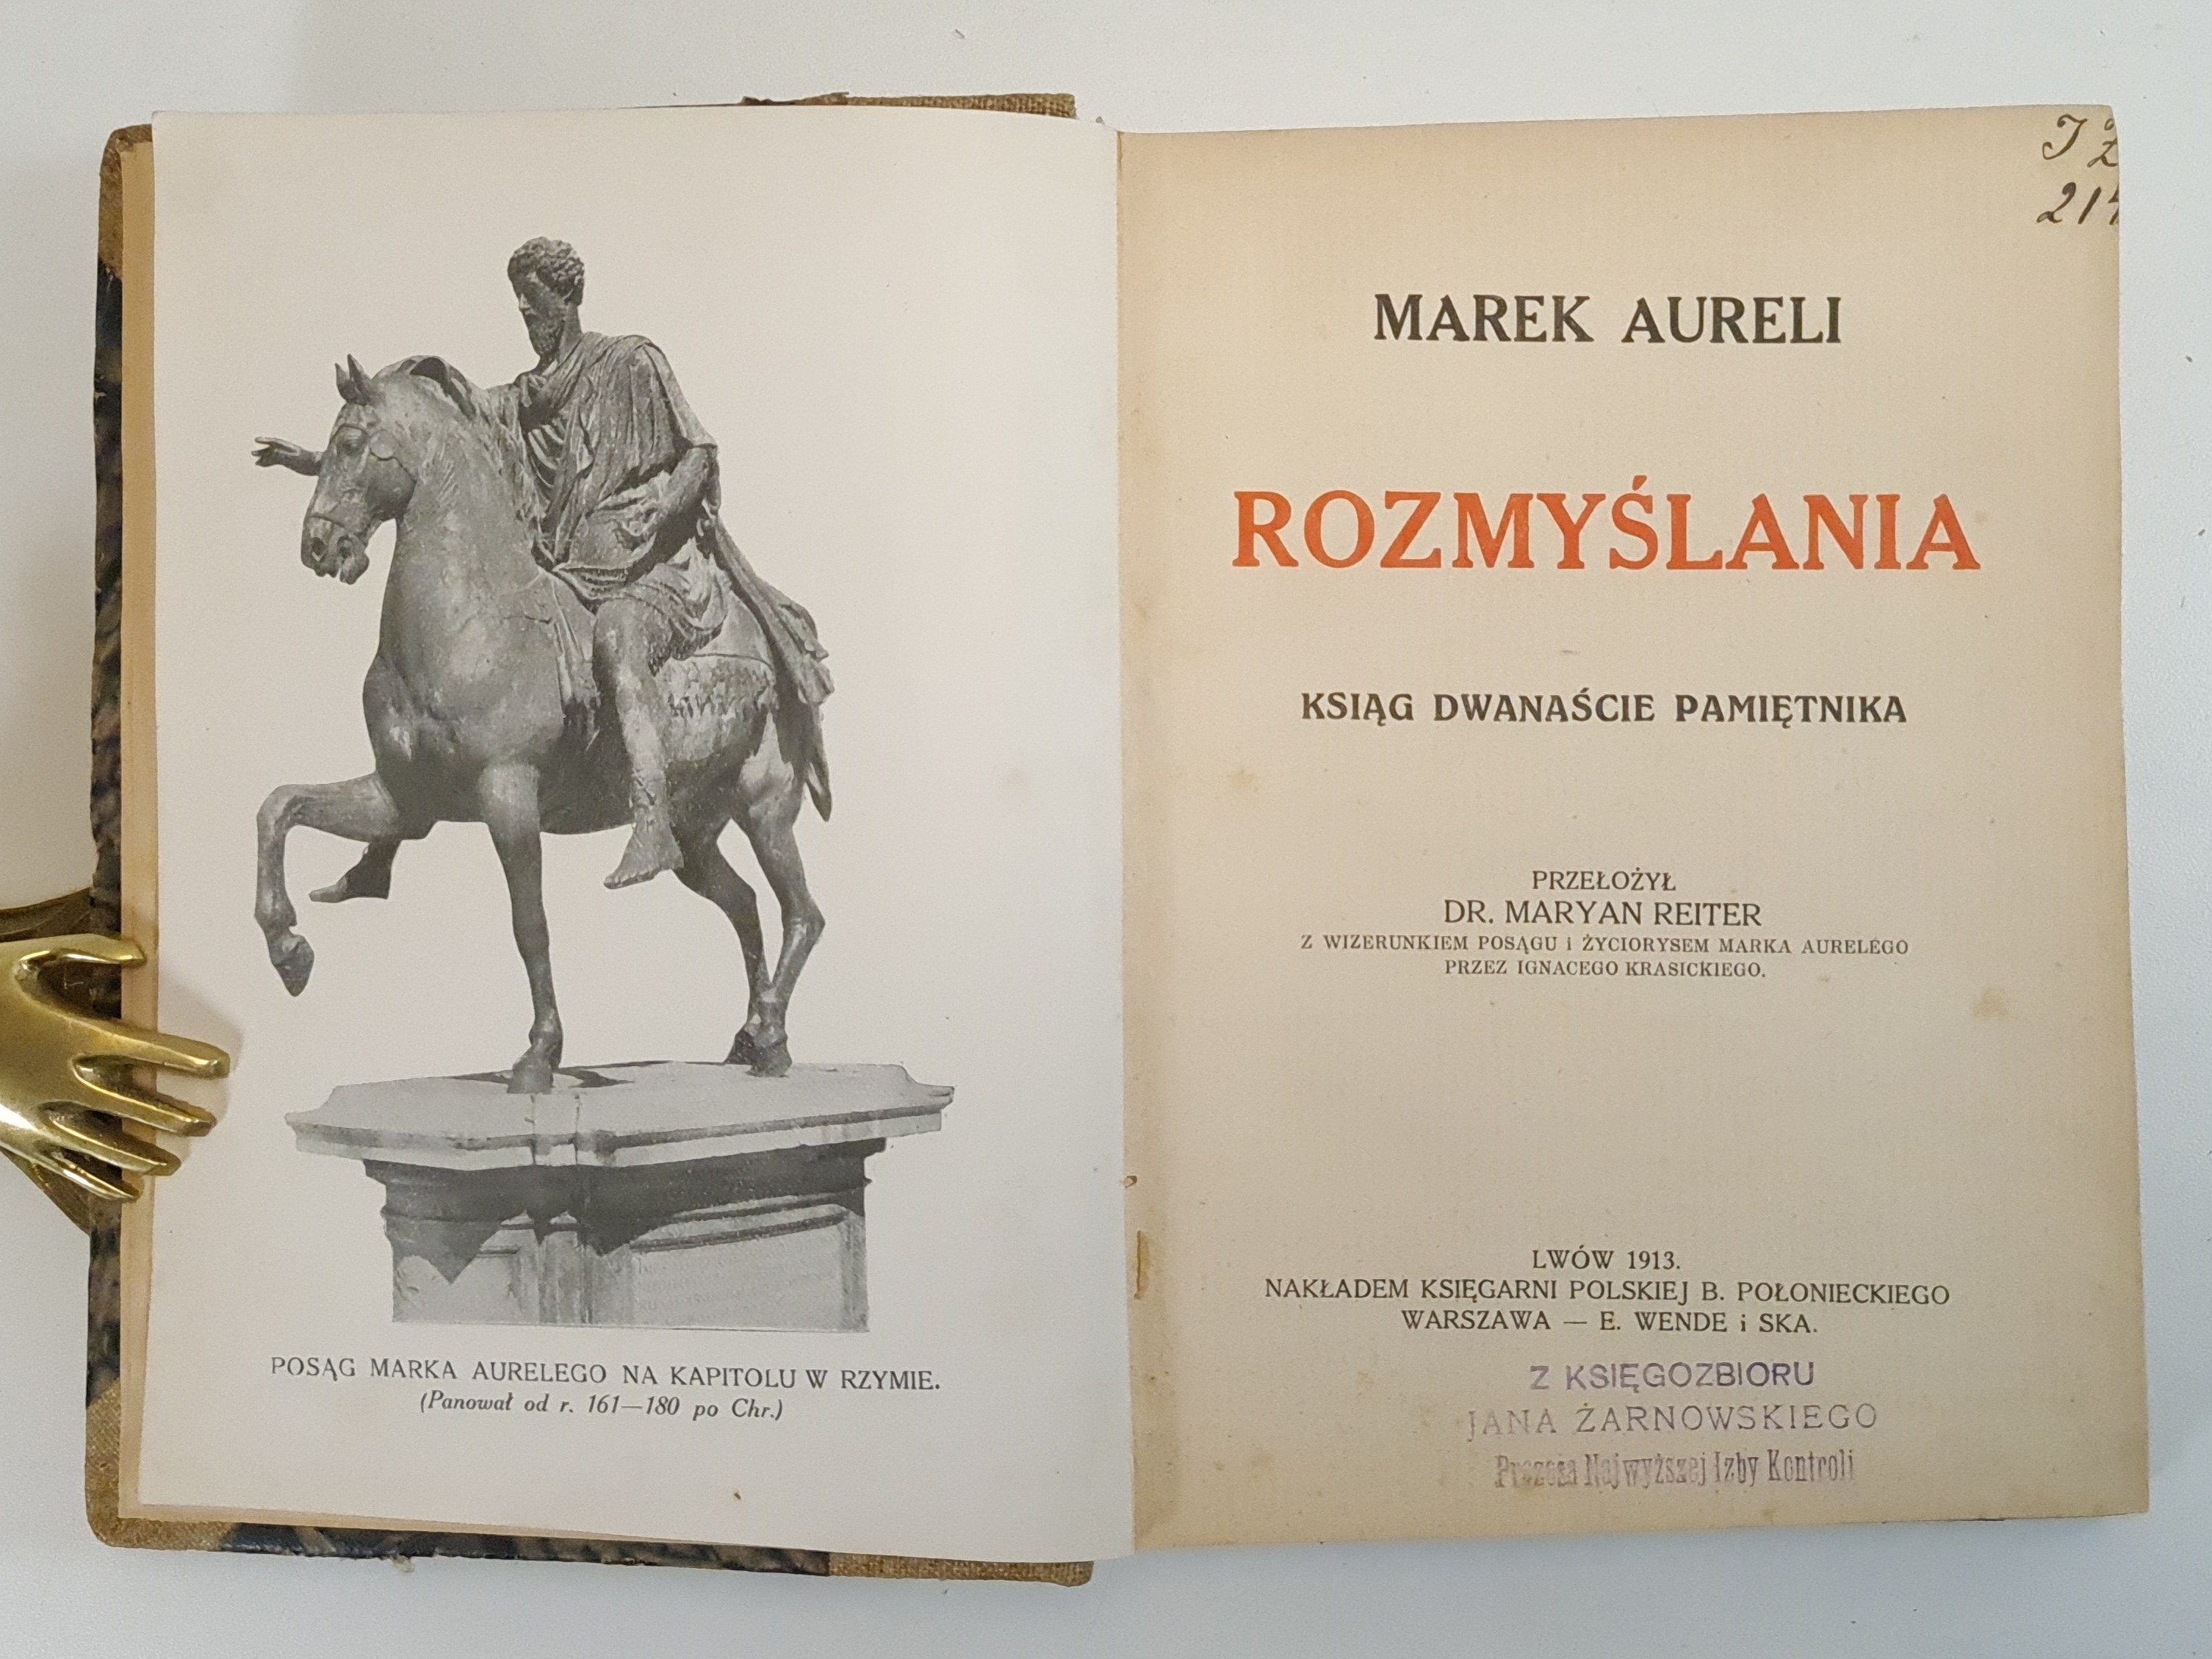 POSĄG MARKA AURELEGO NA KAPITOLU W RZYMIE.
(Panował od r. 161—180 po Chr.)
MAREK AURELI
ROZMYŚLANIA
KSIĄG DWANAŚCIE PAMIĘTNIKA
PRZEŁOŻYŁ
DR. MARYAN REITER
Z WIZERUNKIEM POSĄGU i ŻYCIORYSEM MARKA AURELEGO
PRZEZ IGNACEGO KRASICKIEGO.
LWÓW 1913.
NAKŁADEM KSIĘGARNI POLSKIEJ B. POŁONIECKIEGO
WARSZAWA — E. WENDE i SKA.
Z KSIĘGOZBIORU
JANA ŻARNOWSKIEGO
Prezesa Najwyższej Izby Kontroli